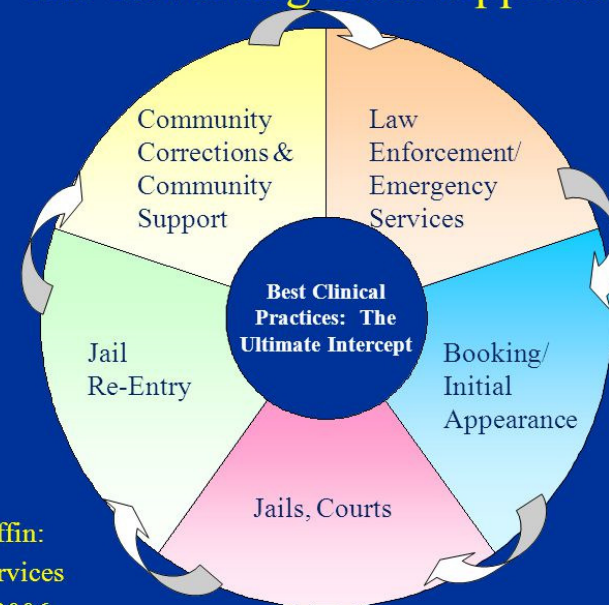 Community
Corrections &
Community
Support
Law
Enforcement/
Emergency
Services
Best Clinical
Practices: The
Ultimate Intercept
Jail
Re-Entry
Booking/
Initial
Appearance
Jails, Courts
ffin:
rvices